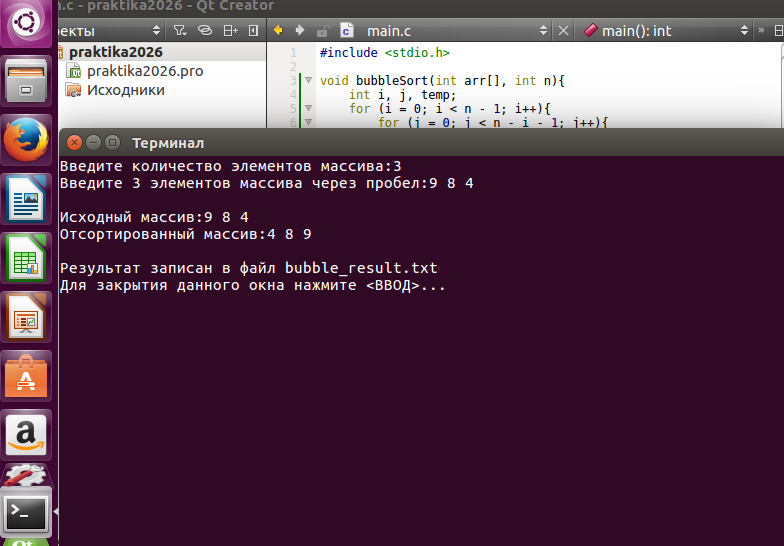 n.c - praktika2026 - Qt Creator
екты
main.c
main(): int
»
praktika2026
praktika2026.pro
Исходники
1 #include <stdio.h>
2
3 void bubbleSort(int arr[], int n){
4 int i, j, temp;
5 for (i = 0; i < n - 1; i++){
6 for (j = 0; j < n - i - 1; j++){
Терминал
Введите количество элементов массива:3
Введите 3 элементов массива через пробел:9 8 4
Исходный массив:9 8 4
Отсортированный массив:4 8 9
Результат записан в файл bubble_result.txt
Для закрытия данного окна нажмите <ВВОД>...